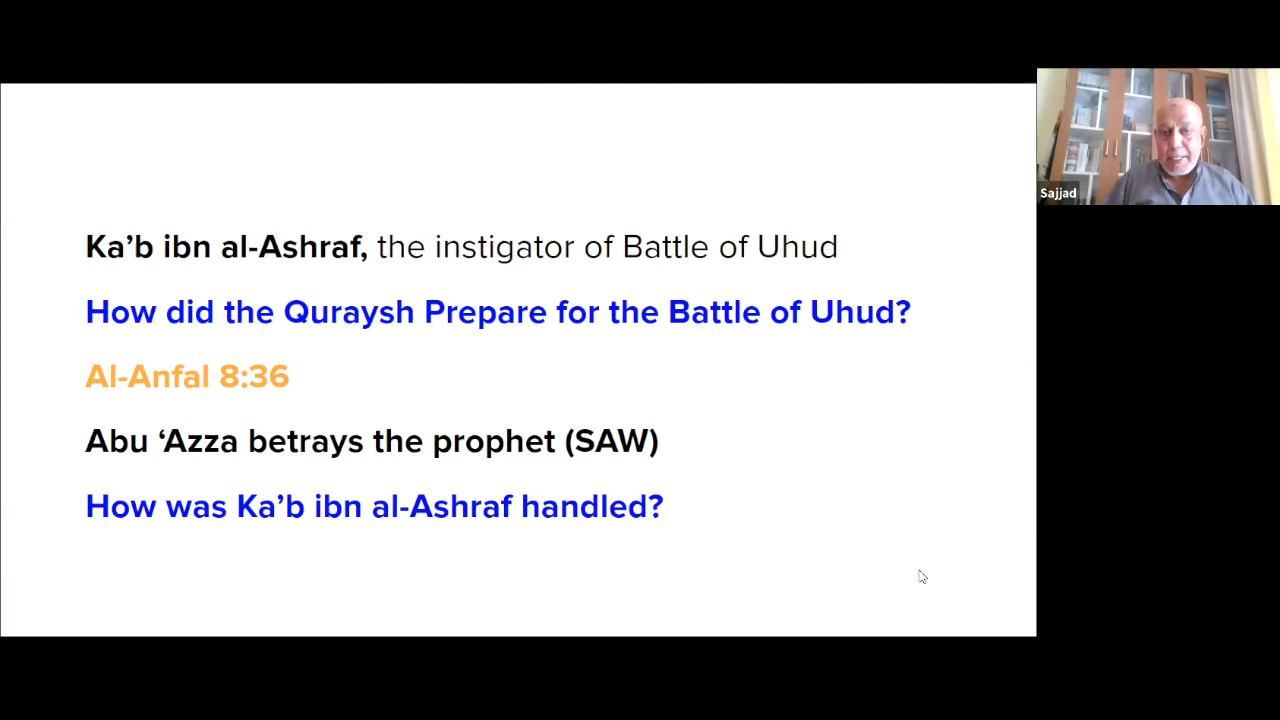 Ka’b ibn al-Ashraf, the instigator of Battle of Uhud
How did the Quraysh Prepare for the Battle of Uhud?
Al-Anfal 8:36
Abu ‘Azza betrays the prophet (SAW)
How was Ka’b ibn al-Ashraf handled?
Sajjad